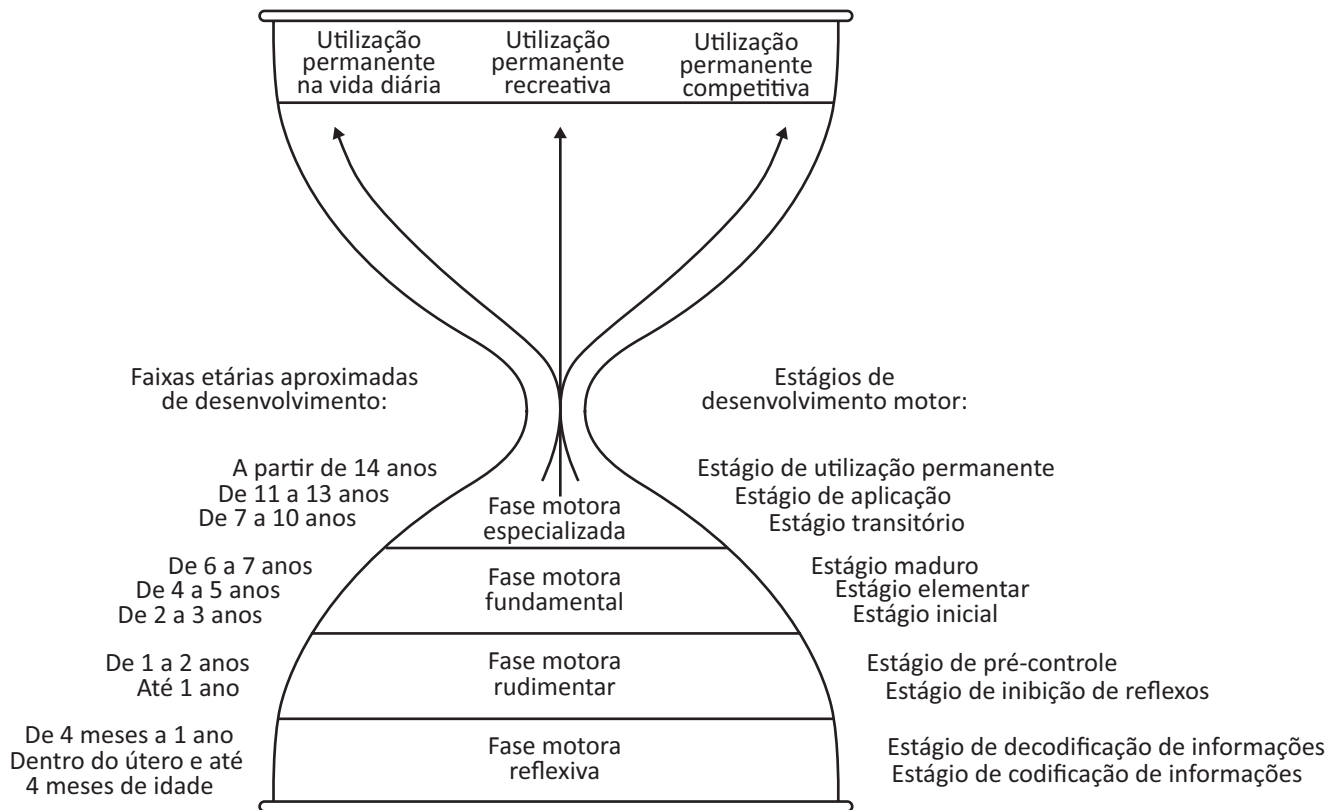 Utilização
permanente
na vida diária
Utilização
permanente
recreativa
Utilização
permanente
competitiva
Faixas etárias aproximadas
de desenvolvimento:
Estágios de
desenvolvimento motor:
A partir de 14 anos
De 11 a 13 anos
De 7 a 10 anos
Fase motora
especializada
Estágio de utilização permanente
Estágio de aplicação
Estágio transitório
De 6 a 7 anos
De 4 a 5 anos
De 2 a 3 anos
Fase motora
fundamental
Estágio maduro
Estágio elementar
Estágio inicial
De 1 a 2 anos
Até 1 ano
Fase motora
rudimentar
Estágio de pré-controle
Estágio de inibição de reflexos
De 4 meses a 1 ano
Dentro do útero e até
4 meses de idade
Fase motora
reflexiva
Estágio de decodificação de informações
Estágio de codificação de informações